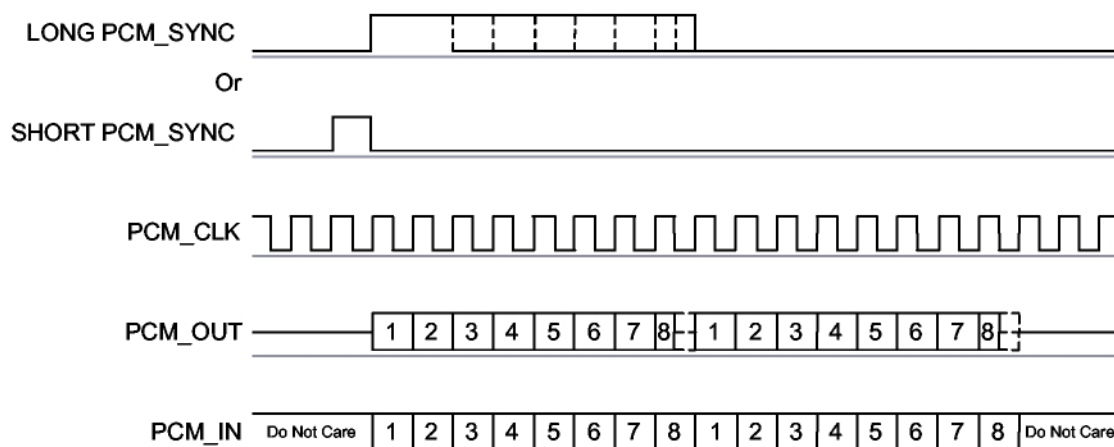 LONG PCM_SYNC
Or
SHORT PCM_SYNC
PCM_CLK
PCM_OUT 1 2 3 4 5 6 7 8 1 2 3 4 5 6 7 8
PCM_IN Do Not Care 1 2 3 4 5 6 7 8 1 2 3 4 5 6 7 8 Do Not Care